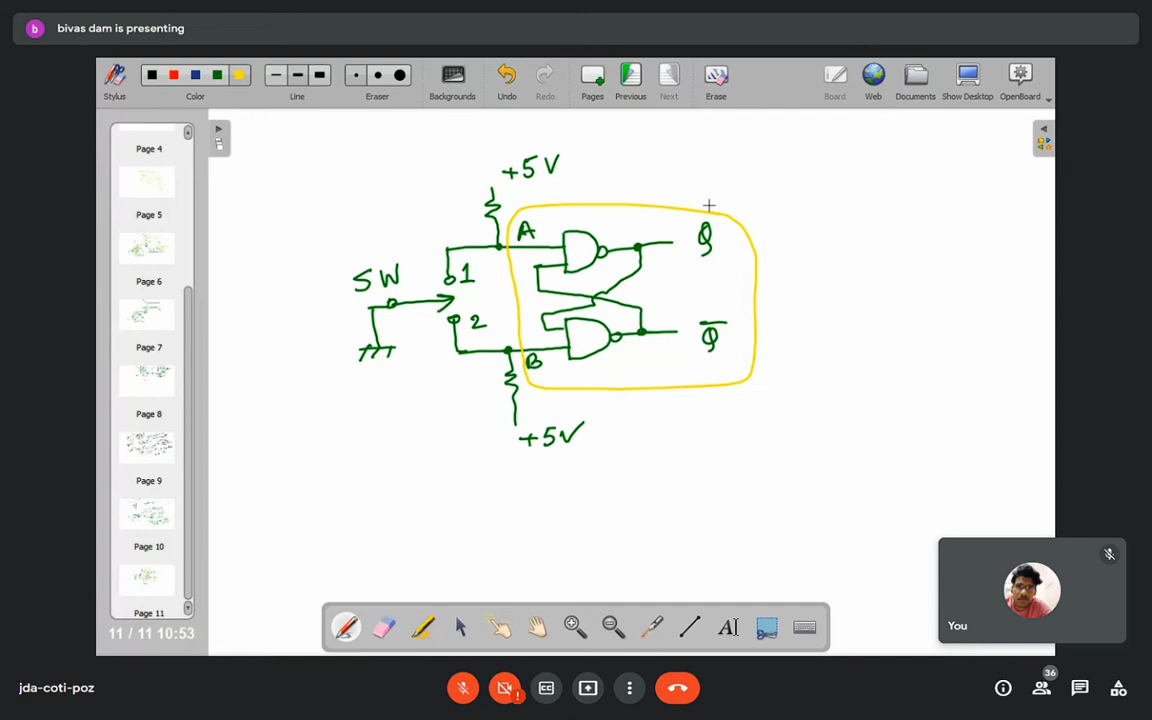 b bivas dam is presenting
Stylus Color Line Eraser Backgrounds Undo Redo Pages Previous Next Erase Board Web Documents Show Desktop OpenBoard
Page 4
Page 5
Page 6
Page 7
Page 8
Page 9
Page 10
Page 11
11 / 11 10:53
+5V
A
Q
SW
1
2
B
Q̅
+5V
AI
You
jda-coti-poz
CC
!
36